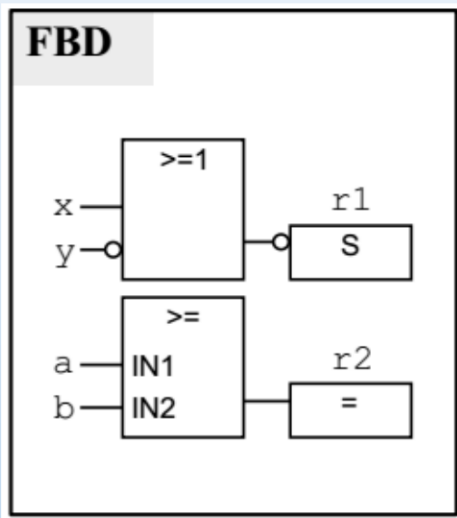 FBD
>=1
x
r1
y
S
>=
a
IN1
r2
b
IN2
=